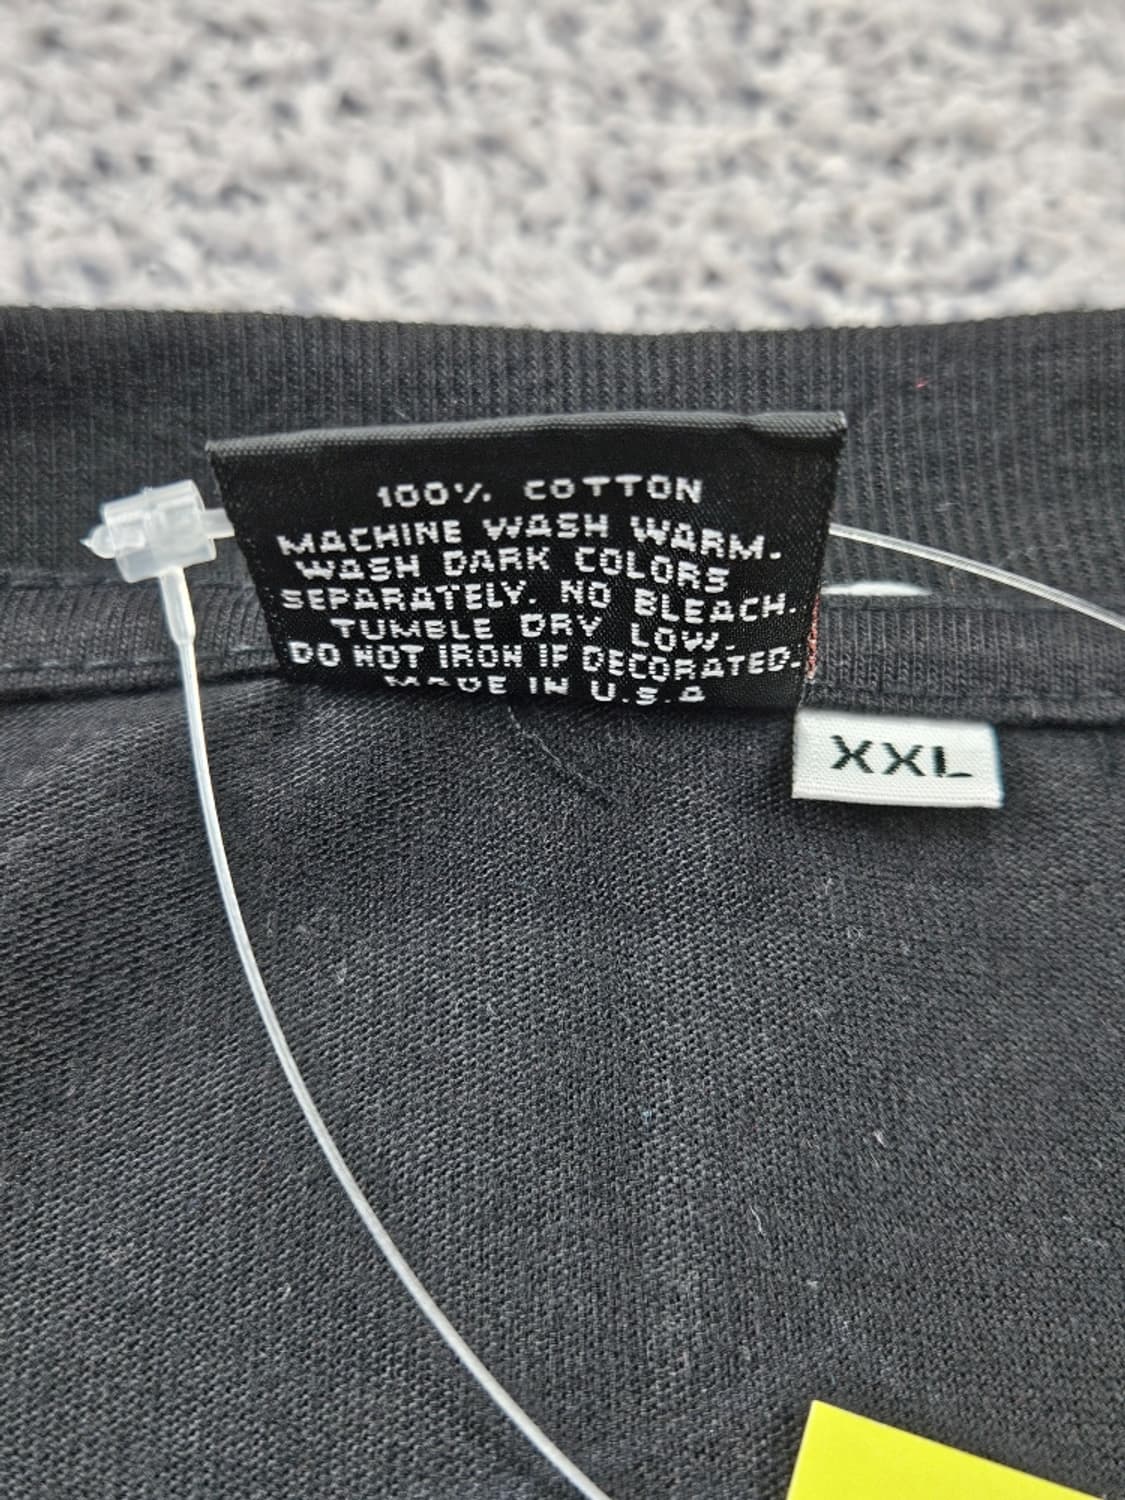 100% COTTON
MACHINE WASH WARM.
WASH DARK COLORS
SEPARATELY. NO BLEACH.
TUMBLE DRY LOW.
DO NOT IRON IF DECORATED.
MADE IN U.S.A
XXL